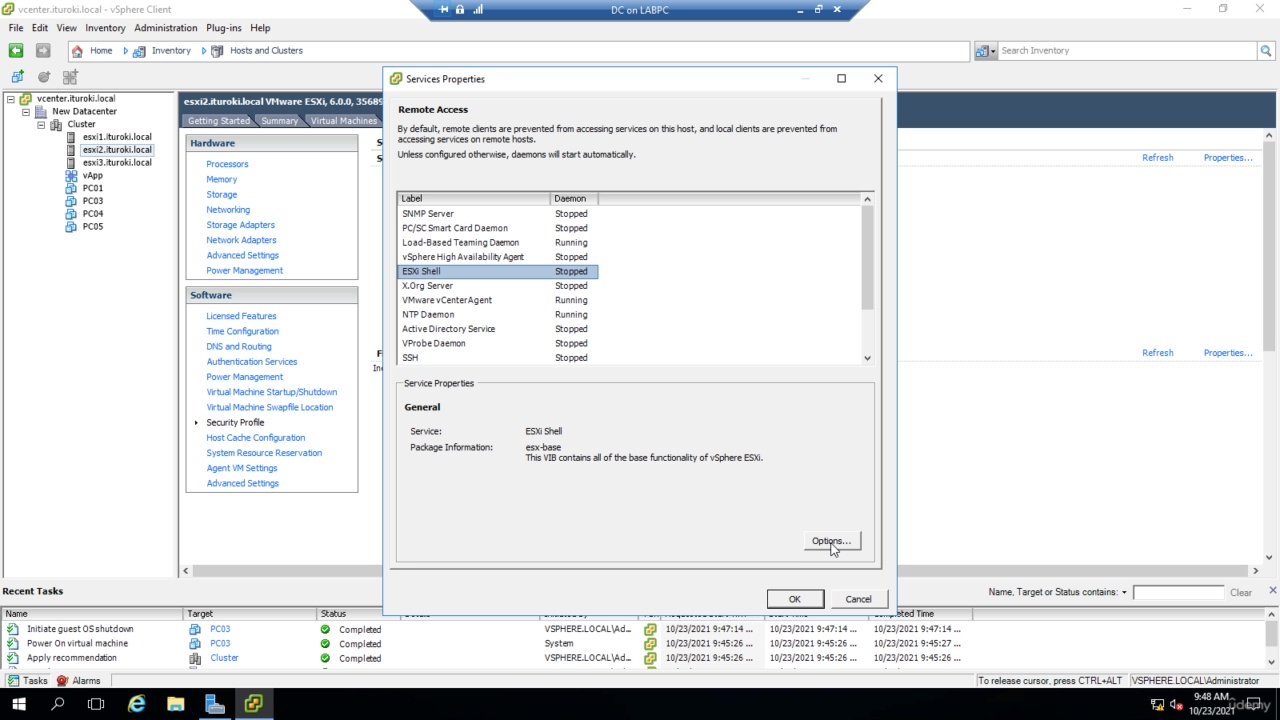 vcenter.ituroki.local - vSphere Client
DC on LABPC
File Edit View Inventory Administration Plug-ins Help
Home Inventory Hosts and Clusters
Search Inventory
vcenter.ituroki.local
New Datacenter
Cluster
esxi1.ituroki.local
esxi2.ituroki.local
esxi3.ituroki.local
vApp
PC01
PC03
PC04
PC05
esxi2.ituroki.local VMware ESXi, 6.0.0, 35689
Getting Started Summary Virtual Machines
Hardware
Processors
Memory
Storage
Networking
Storage Adapters
Network Adapters
Advanced Settings
Power Management
Software
Licensed Features
Time Configuration
DNS and Routing
Authentication Services
Power Management
Virtual Machine Startup/Shutdown
Virtual Machine Swapfile Location
Security Profile
Host Cache Configuration
System Resource Reservation
Agent VM Settings
Advanced Settings
Refresh Properties...
Refresh Properties...
Services Properties
Remote Access
By default, remote clients are prevented from accessing services on this host, and local clients are prevented from
accessing services on remote hosts.
Unless configured otherwise, daemons will start automatically.
Label Daemon
SNMP Server Stopped
PC/SC Smart Card Daemon Stopped
Load-Based Teaming Daemon Running
vSphere High Availability Agent Stopped
ESXi Shell Stopped
X.Org Server Stopped
VMware vCenterAgent Running
NTP Daemon Running
Active Directory Service Stopped
VProbe Daemon Stopped
SSH Stopped
Service Properties
General
Service: ESXi Shell
Package Information: esx-base
This VIB contains all of the base functionality of vSphere ESXi.
Options...
OK Cancel
Recent Tasks
Name, Target or Status contains: Clear
Name Target Status
Initiate guest OS shutdown PC03 Completed VSPHERE.LOCAL\Ad... 10/23/2021 9:47:14 ... 10/23/2021 9:47:14 ... 10/23/2021 9:47:14 ...
Power On virtual machine PC03 Completed System 10/23/2021 9:45:26 ... 10/23/2021 9:45:26 ... 10/23/2021 9:45:27 ...
Apply recommendation Cluster Completed VSPHERE.LOCAL\Ad... 10/23/2021 9:45:26 ... 10/23/2021 9:45:26 ... 10/23/2021 9:45:26 ...
Tasks Alarms
To release cursor, press CTRL+ALT VSPHERE.LOCAL\Administrator
9:48 AM
10/23/2021
Udemy